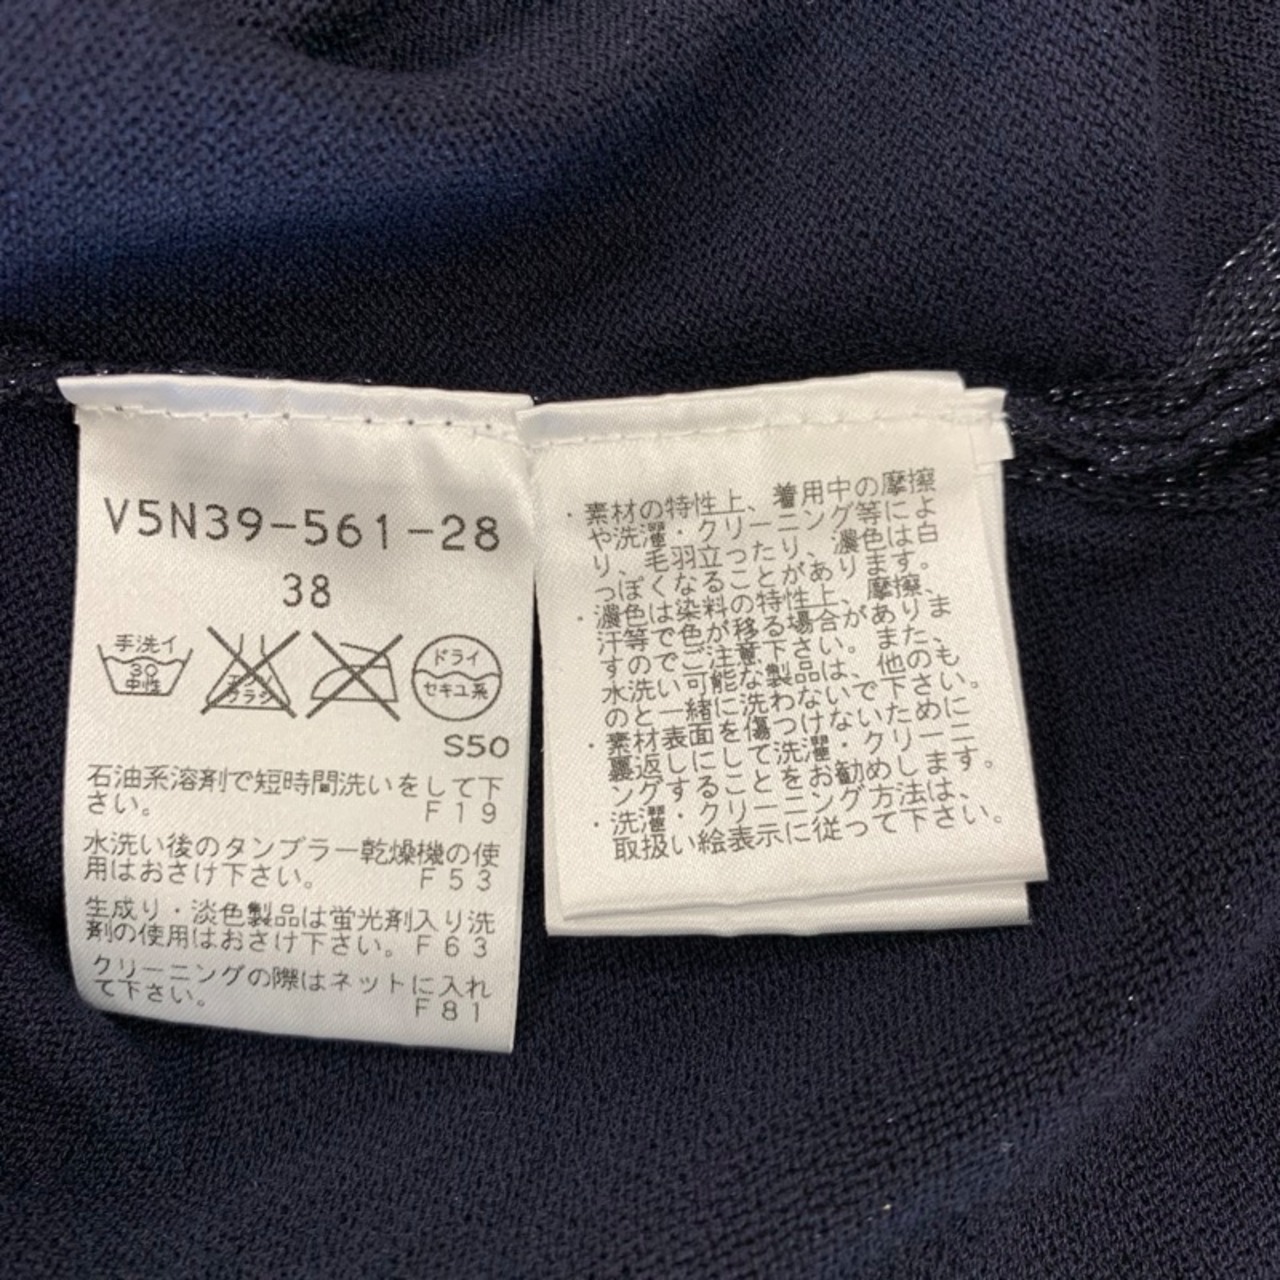 V5N39-561-28
38
手洗イ
30
中性
エンソ
サラシ
ドライ
セキユ系
S50
石油系溶剤で短時間洗いをして下
さい。 F19
水洗い後のタンブラー乾燥機の使
用はおさけ下さい。 F53
生成り・淡色製品は蛍光剤入り洗
剤の使用はおさけ下さい。F63
クリーニングの際はネットに入れ
て下さい。 F81
・素材の特性上、着用中の摩擦
や洗濯・クリーニング等によ
り、毛羽立ったり、濃色は白
っぽくなることがあります。
・濃色は染料の特性上、摩擦、
汗等で色が移る場合がありま
すのでご注意下さい。また、
水洗い可能な製品は、他のも
のと一緒に洗わないで下さい。
・素材表面を傷つけないために
裏返しにして洗濯・クリーニ
ングすることをお勧めします。
・洗濯・クリーニング方法は、
取扱い絵表示に従って下さい。